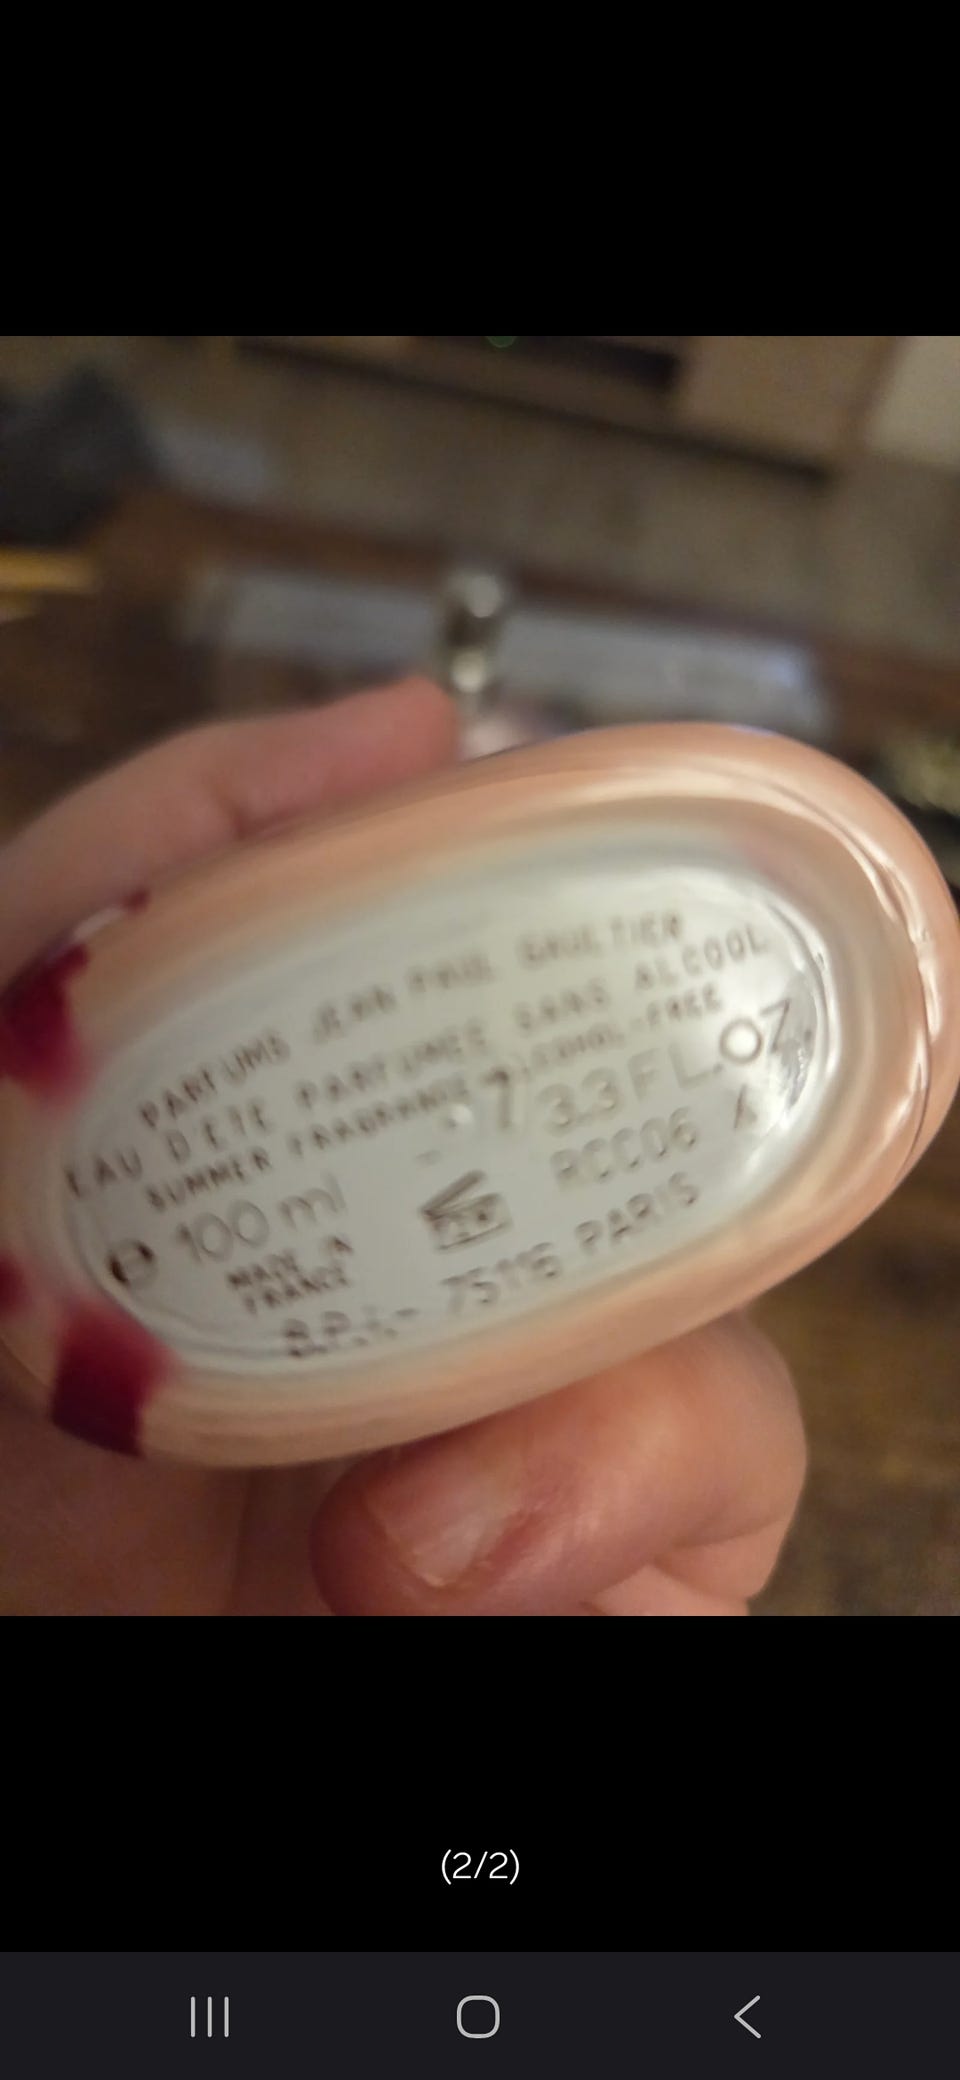 PARFUMS JEAN PAUL GAULTIER
EAU D'ETE PARFUMEE SANS ALCOOL
SUMMER FRAGRANCE ALCOHOL-FREE
100 ml 3.3 FL.OZ.
MADE IN
FRANCE
B.P.I.- 75116 PARIS
(2/2)